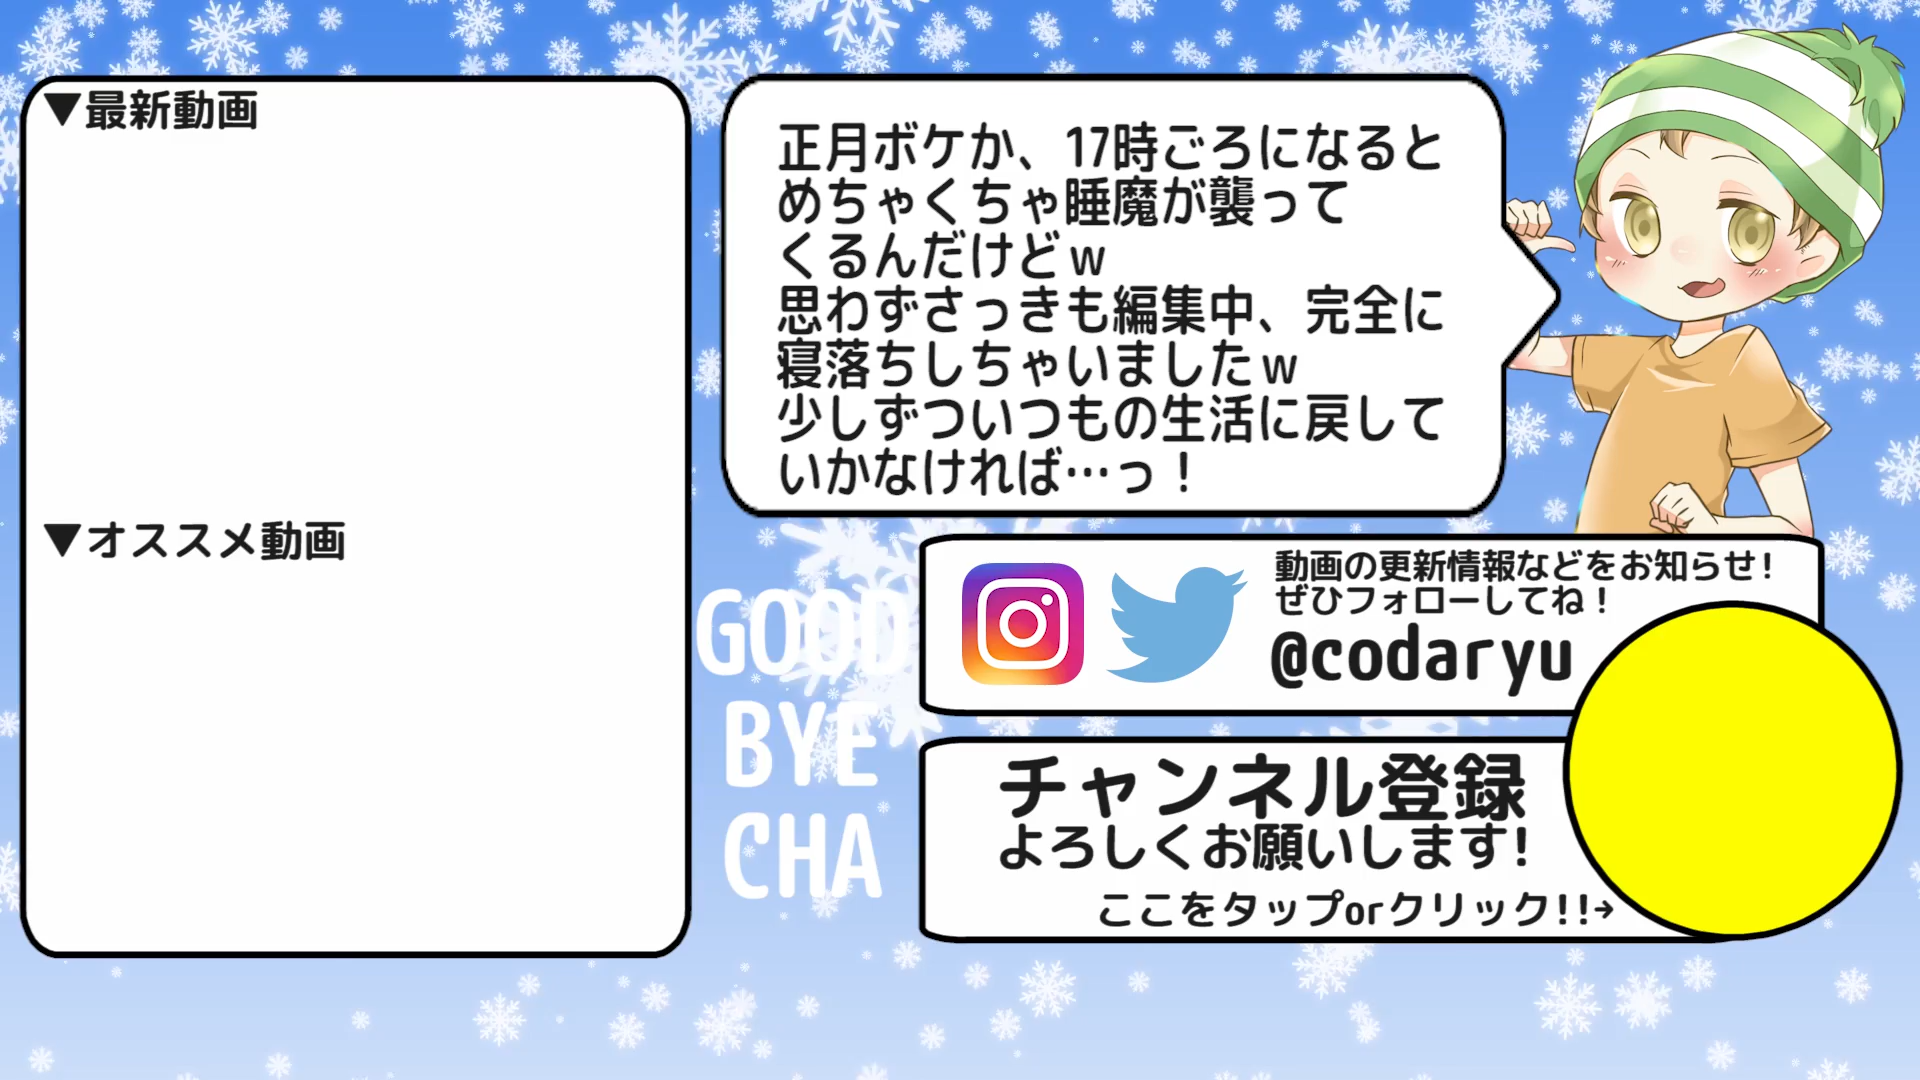 ▼最新動画
▼オススメ動画
正月ボケか、17時ごろになると
めちゃくちゃ睡魔が襲って
くるんだけどｗ
思わずさっきも編集中、完全に
寝落ちしちゃいましたｗ
少しずついつもの生活に戻して
いかなければ…っ！
GOOD
BYE
CHA
動画の更新情報などをお知らせ!
ぜひフォローしてね！
@codaryu
チャンネル登録
よろしくお願いします!
ここをタップorクリック!!→